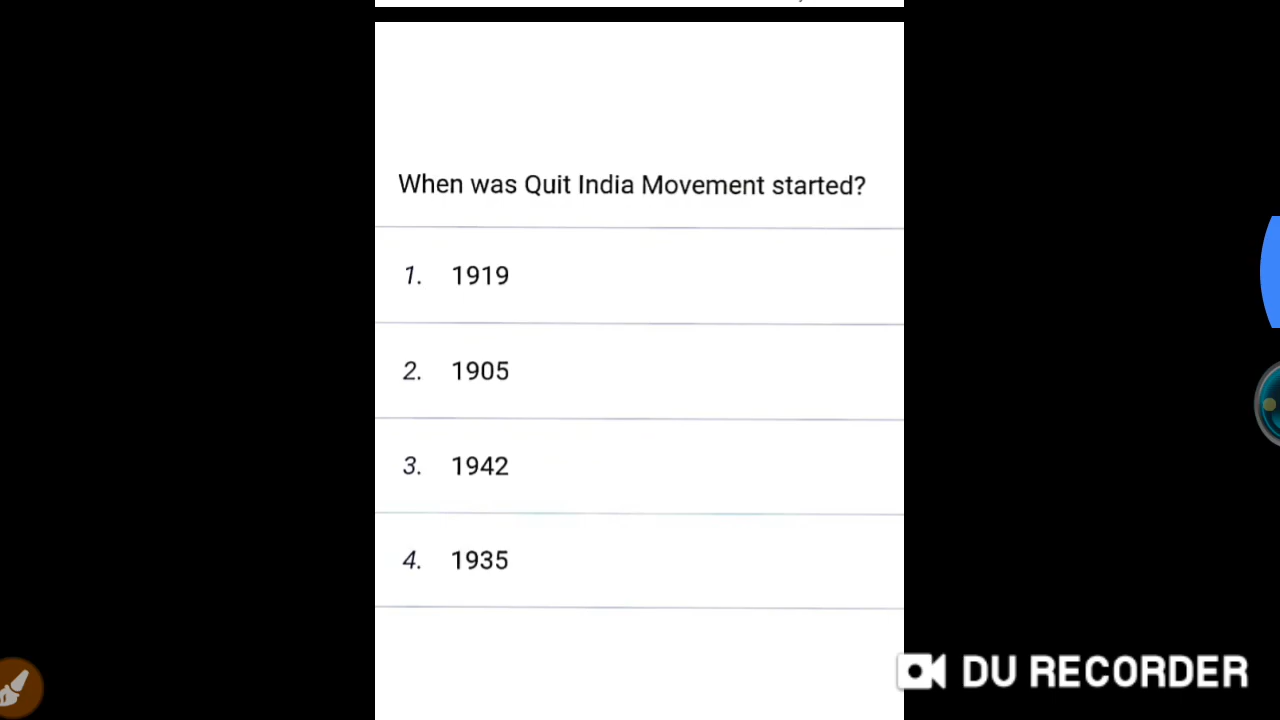 When was Quit India Movement started?
1. 1919
2. 1905
3. 1942
4. 1935
DU RECORDER